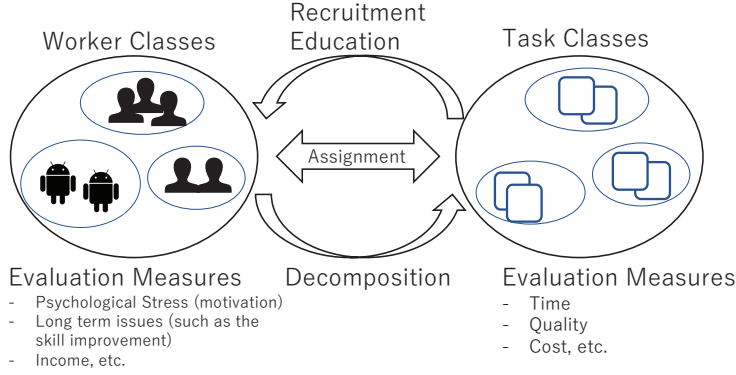 Recruitment
Education
Worker Classes
Task Classes
Assignment
Decomposition
Evaluation Measures
- Psychological Stress (motivation)
- Long term issues (such as the
skill improvement)
- Income, etc.
Evaluation Measures
- Time
- Quality
- Cost, etc.